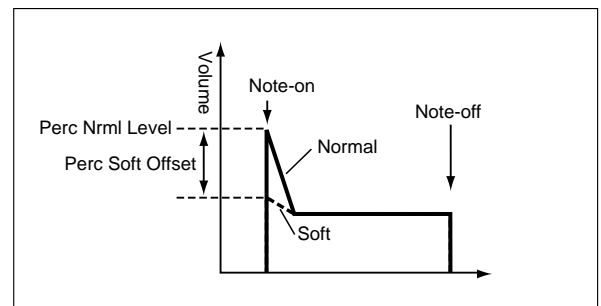 Volume
Note-on
Note-off
Perc Nrml Level
Normal
Perc Soft Offset
Soft